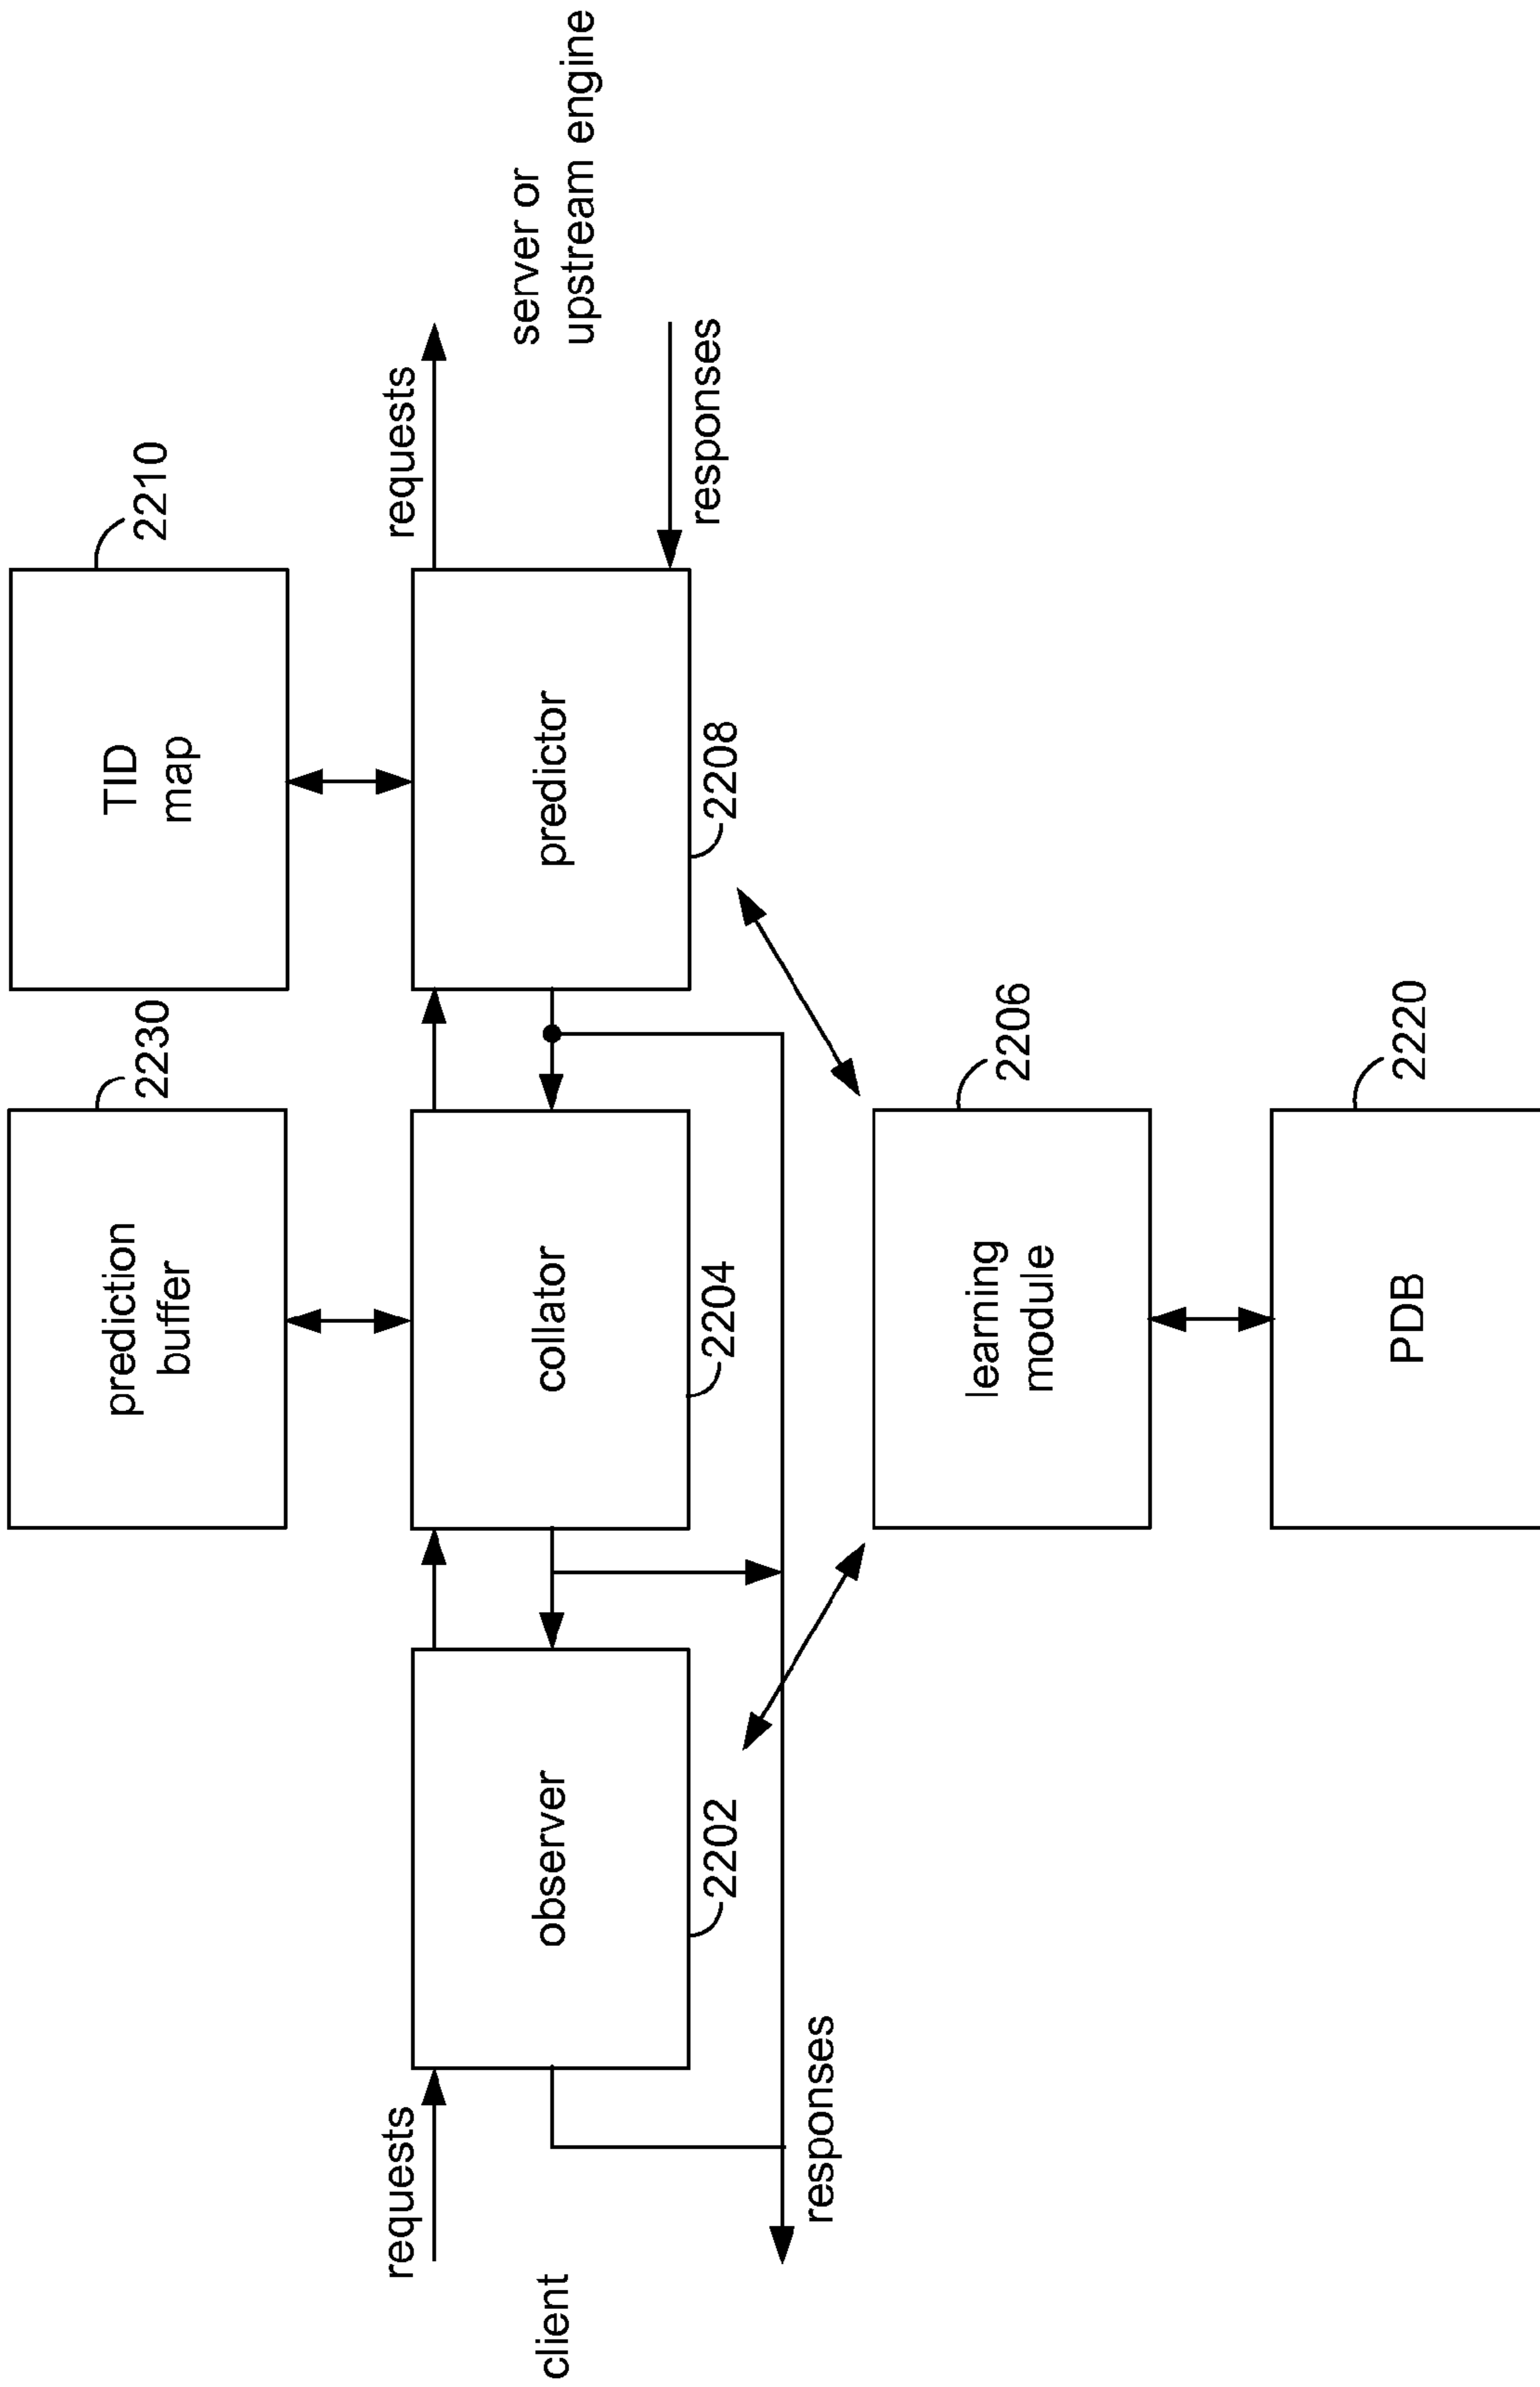 prediction
buffer
2230
TID
map
2210
requests
observer
2202
collator
2204
predictor
2208
requests
client
server or
upstream engine
responses
responses
learning
module
2206
PDB
2220